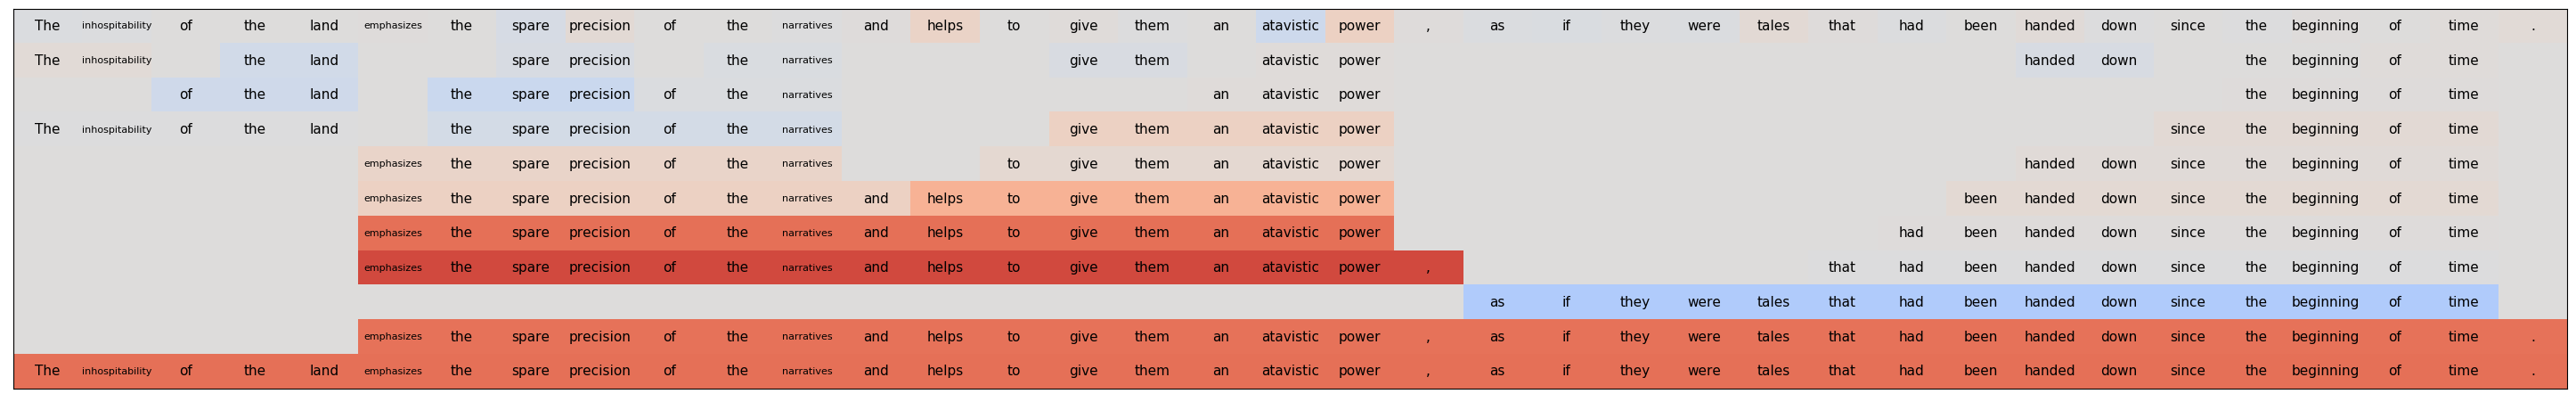 The inhospitability of the land emphasizes the spare precision of the narratives and helps to give them an atavistic power , as if they were tales that had been handed down since the beginning of time .
The inhospitability the land spare precision the narratives give them atavistic power handed down the beginning of time
of the land the spare precision of the narratives an atavistic power the beginning of time
The inhospitability of the land the spare precision of the narratives give them an atavistic power since the beginning of time
emphasizes the spare precision of the narratives to give them an atavistic power handed down since the beginning of time
emphasizes the spare precision of the narratives and helps to give them an atavistic power been handed down since the beginning of time
emphasizes the spare precision of the narratives and helps to give them an atavistic power had been handed down since the beginning of time
emphasizes the spare precision of the narratives and helps to give them an atavistic power , that had been handed down since the beginning of time
as if they were tales that had been handed down since the beginning of time
emphasizes the spare precision of the narratives and helps to give them an atavistic power , as if they were tales that had been handed down since the beginning of time .
The inhospitability of the land emphasizes the spare precision of the narratives and helps to give them an atavistic power , as if they were tales that had been handed down since the beginning of time .